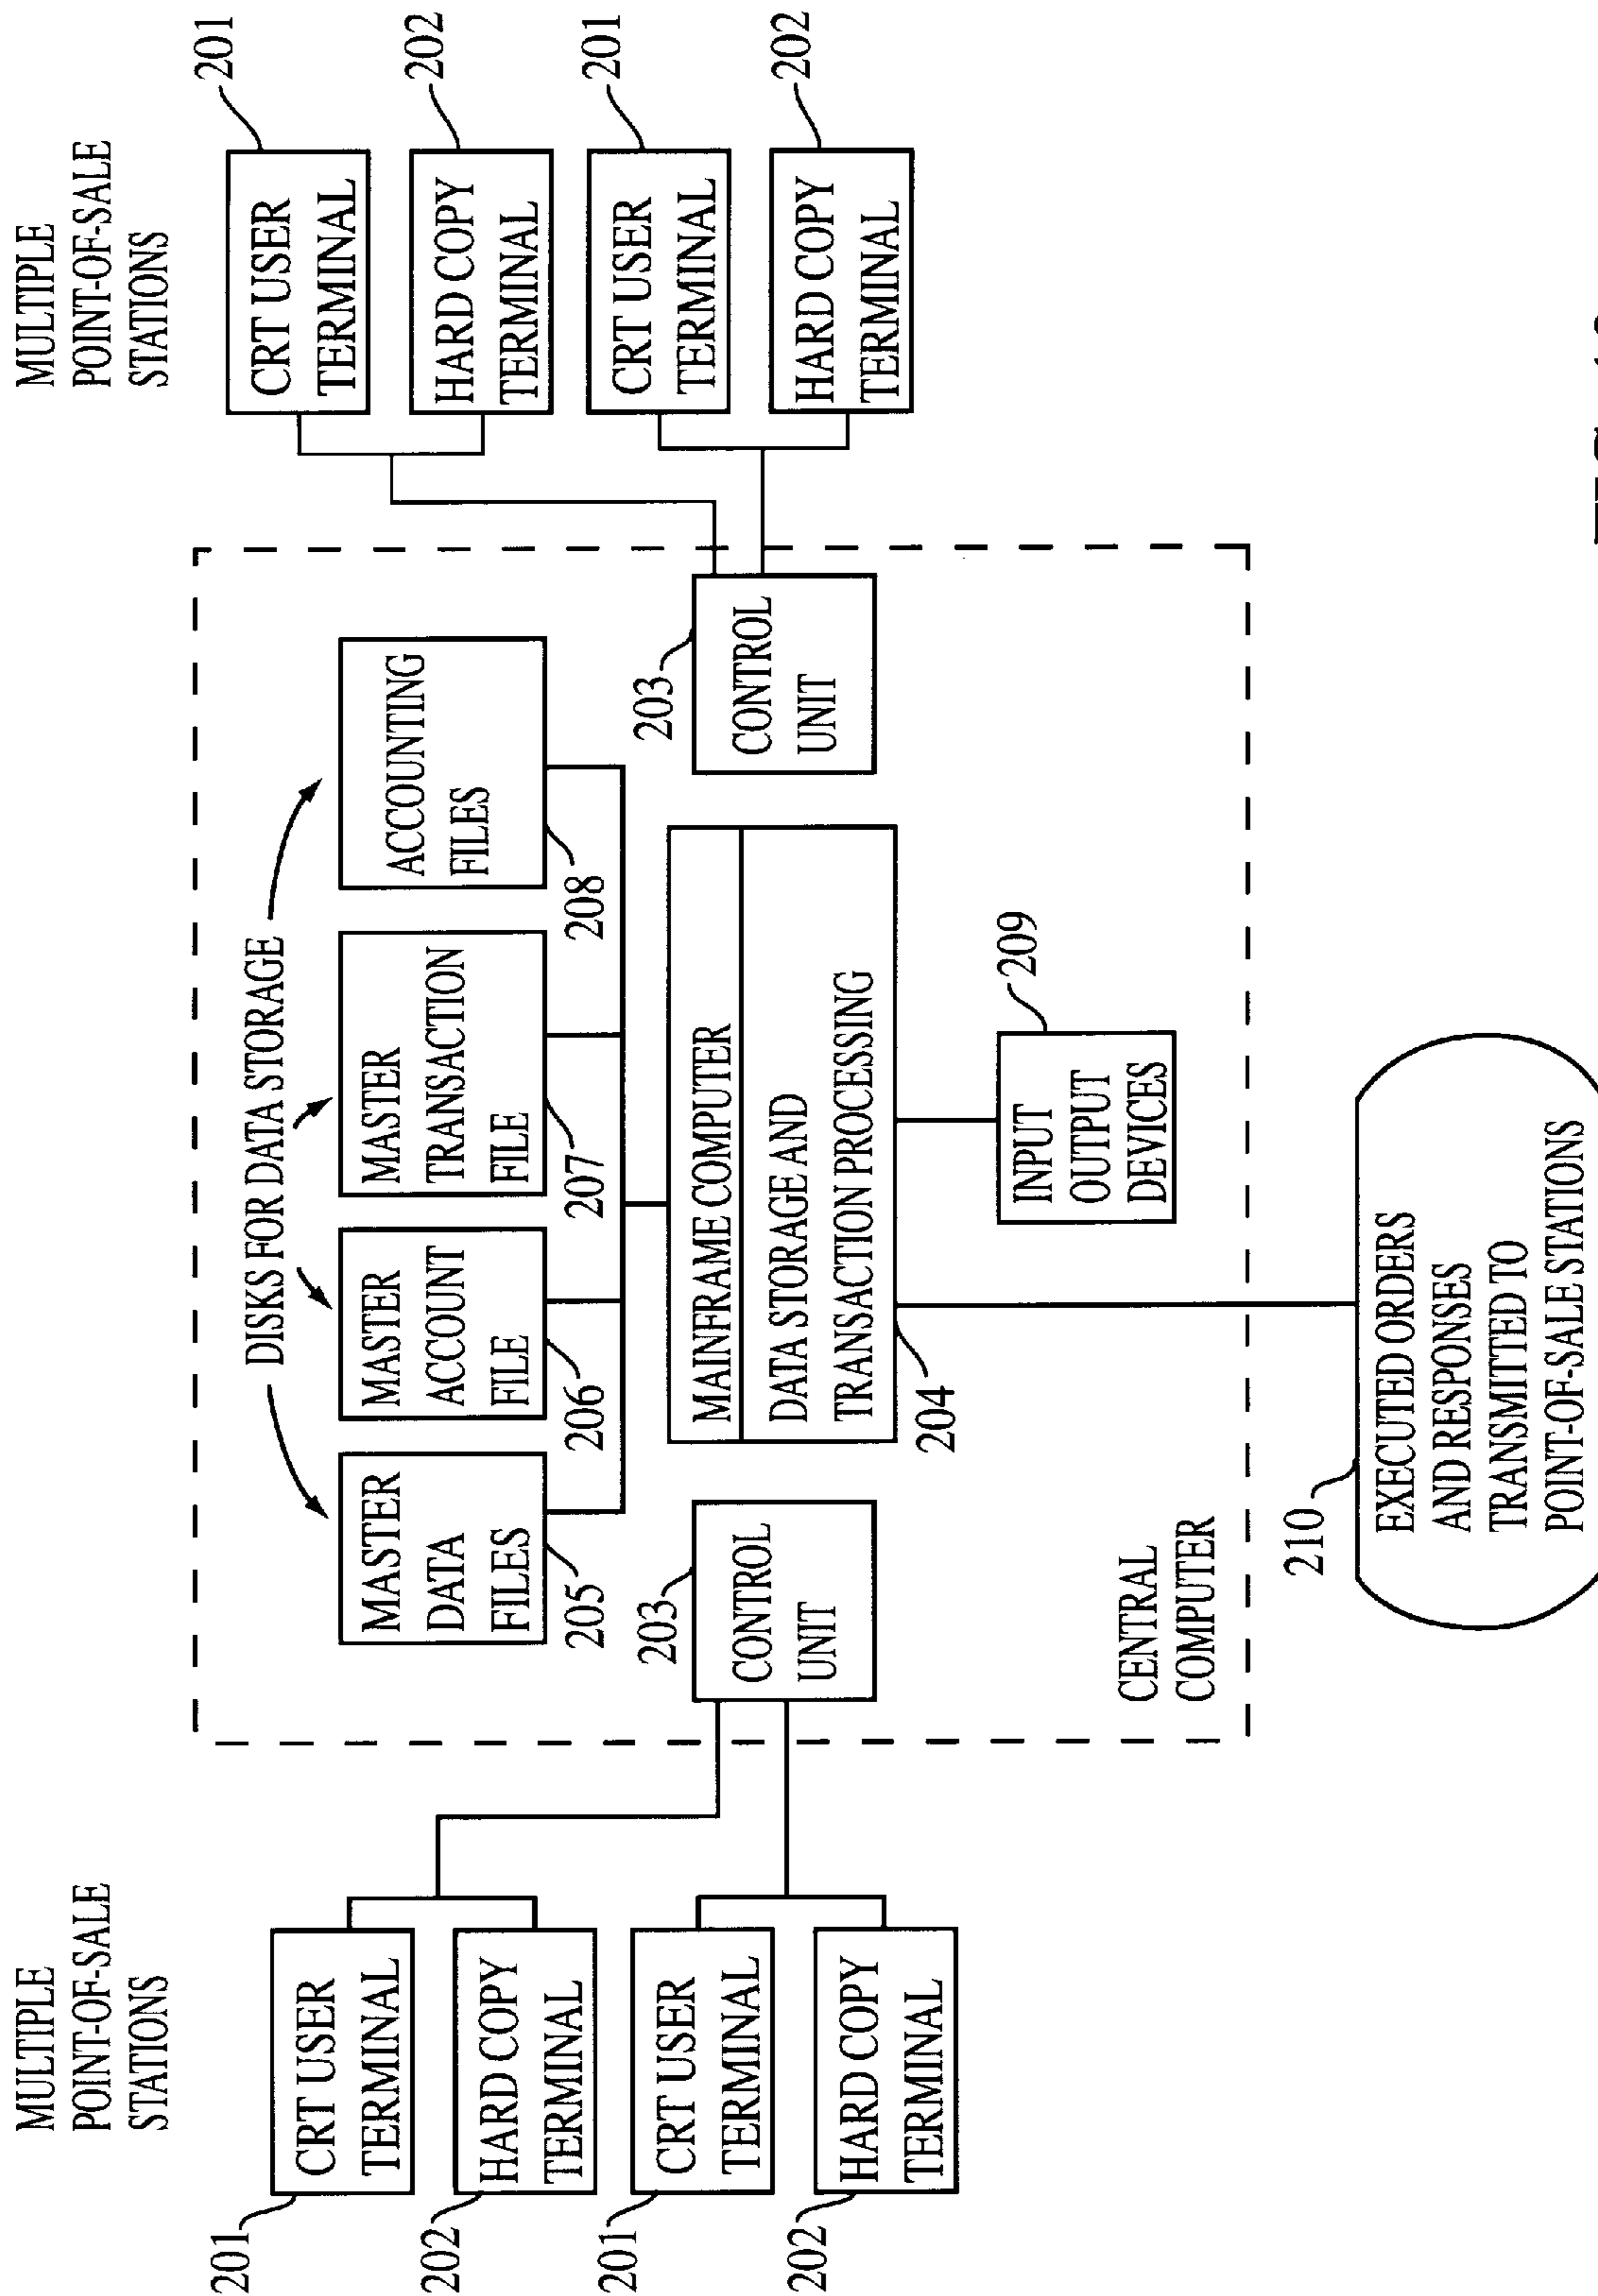 MULTIPLE
POINT-OF-SALE
STATIONS
201
CRT USER
TERMINAL
202
HARD COPY
TERMINAL
201
CRT USER
TERMINAL
202
HARD COPY
TERMINAL
DISKS FOR DATA STORAGE
MASTER
DATA
FILES
205
MASTER
ACCOUNT
FILE
206
MASTER
TRANSACTION
FILE
207
ACCOUNTING
FILES
208
203
CONTROL
UNIT
MAINFRAME COMPUTER
DATA STORAGE AND
TRANSACTION PROCESSING
204
203
CONTROL
UNIT
INPUT
OUTPUT
DEVICES
209
CENTRAL
COMPUTER
210
EXECUTED ORDERS
AND RESPONSES
TRANSMITTED TO
POINT-OF-SALE STATIONS
MULTIPLE
POINT-OF-SALE
STATIONS
CRT USER
TERMINAL
201
HARD COPY
TERMINAL
202
CRT USER
TERMINAL
201
HARD COPY
TERMINAL
202